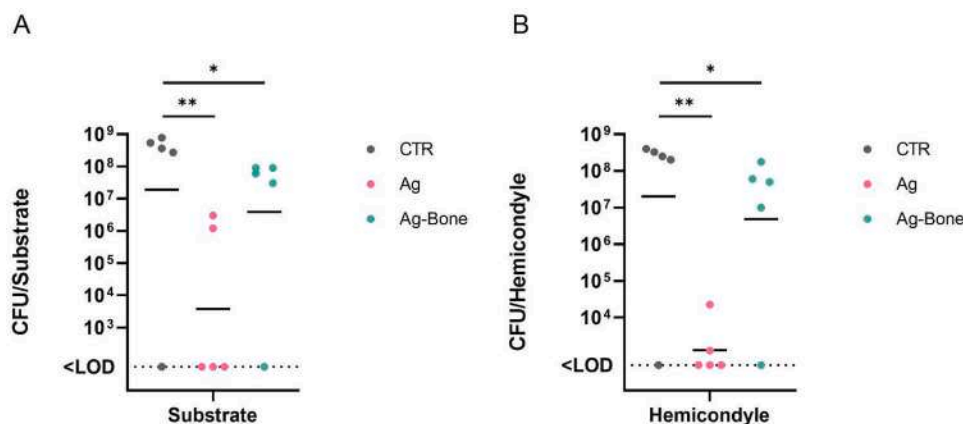 A
*
**
10⁹
10⁸
10⁷
10⁶
10⁵
10⁴
10³
<LOD
CFU/Substrate
Substrate
CTR
Ag
Ag-Bone
B
*
**
10⁹
10⁸
10⁷
10⁶
10⁵
10⁴
<LOD
CFU/Hemicondyle
Hemicondyle
CTR
Ag
Ag-Bone